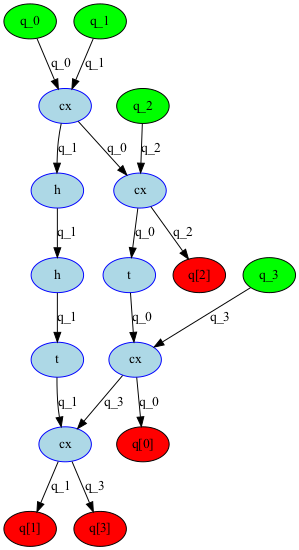 q_0 q_1
q_0 q_1
cx q_2
q_1 q_0 q_2
h cx
q_1 q_0 q_2
h t q[2] q_3
q_1 q_0 q_3
t cx
q_1 q_3 q_0
cx q[0]
q_1 q_3
q[1] q[3]